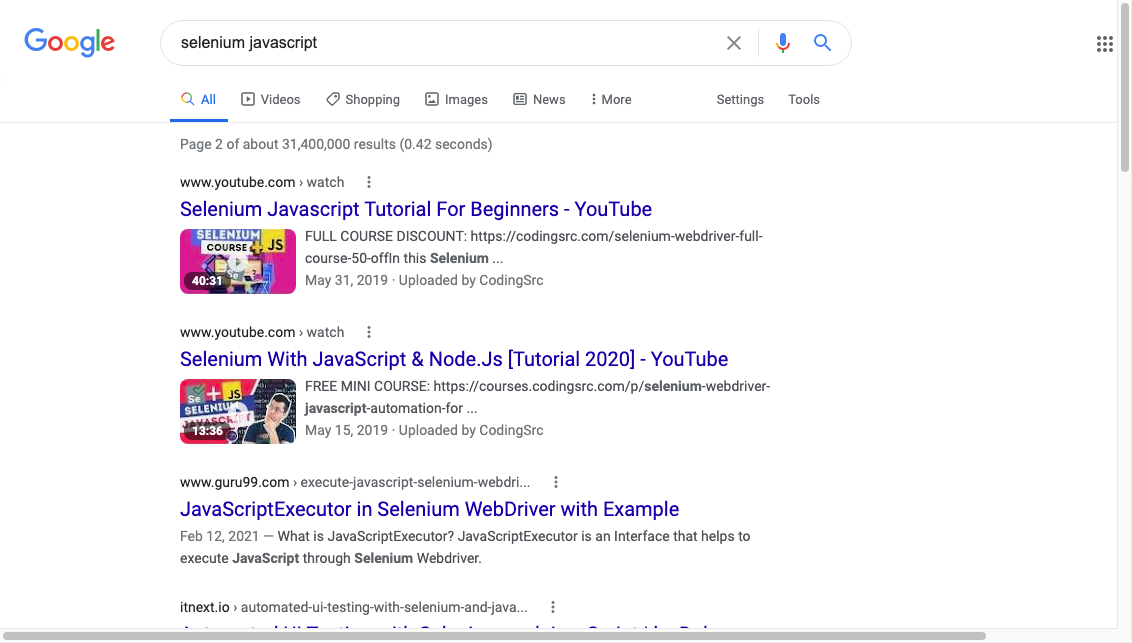 Google
selenium javascript
All
Videos
Shopping
Images
News
More
Settings
Tools
Page 2 of about 31,400,000 results (0.42 seconds)
www.youtube.com › watch
Selenium Javascript Tutorial For Beginners - YouTube
SELENIUM
COURSE + JS
Se
40:31
FULL COURSE DISCOUNT: https://codingsrc.com/selenium-webdriver-full-
course-50-offIn this Selenium ...
May 31, 2019 · Uploaded by CodingSrc
www.youtube.com › watch
Selenium With JavaScript & Node.Js [Tutorial 2020] - YouTube
Se + JS
SELENIUM
JAVASCRIPT
13:36
FREE MINI COURSE: https://courses.codingsrc.com/p/selenium-webdriver-
javascript-automation-for ...
May 15, 2019 · Uploaded by CodingSrc
www.guru99.com › execute-javascript-selenium-webdri...
JavaScriptExecutor in Selenium WebDriver with Example
Feb 12, 2021 — What is JavaScriptExecutor? JavaScriptExecutor is an Interface that helps to
execute JavaScript through Selenium Webdriver.
itnext.io › automated-ui-testing-with-selenium-and-java...